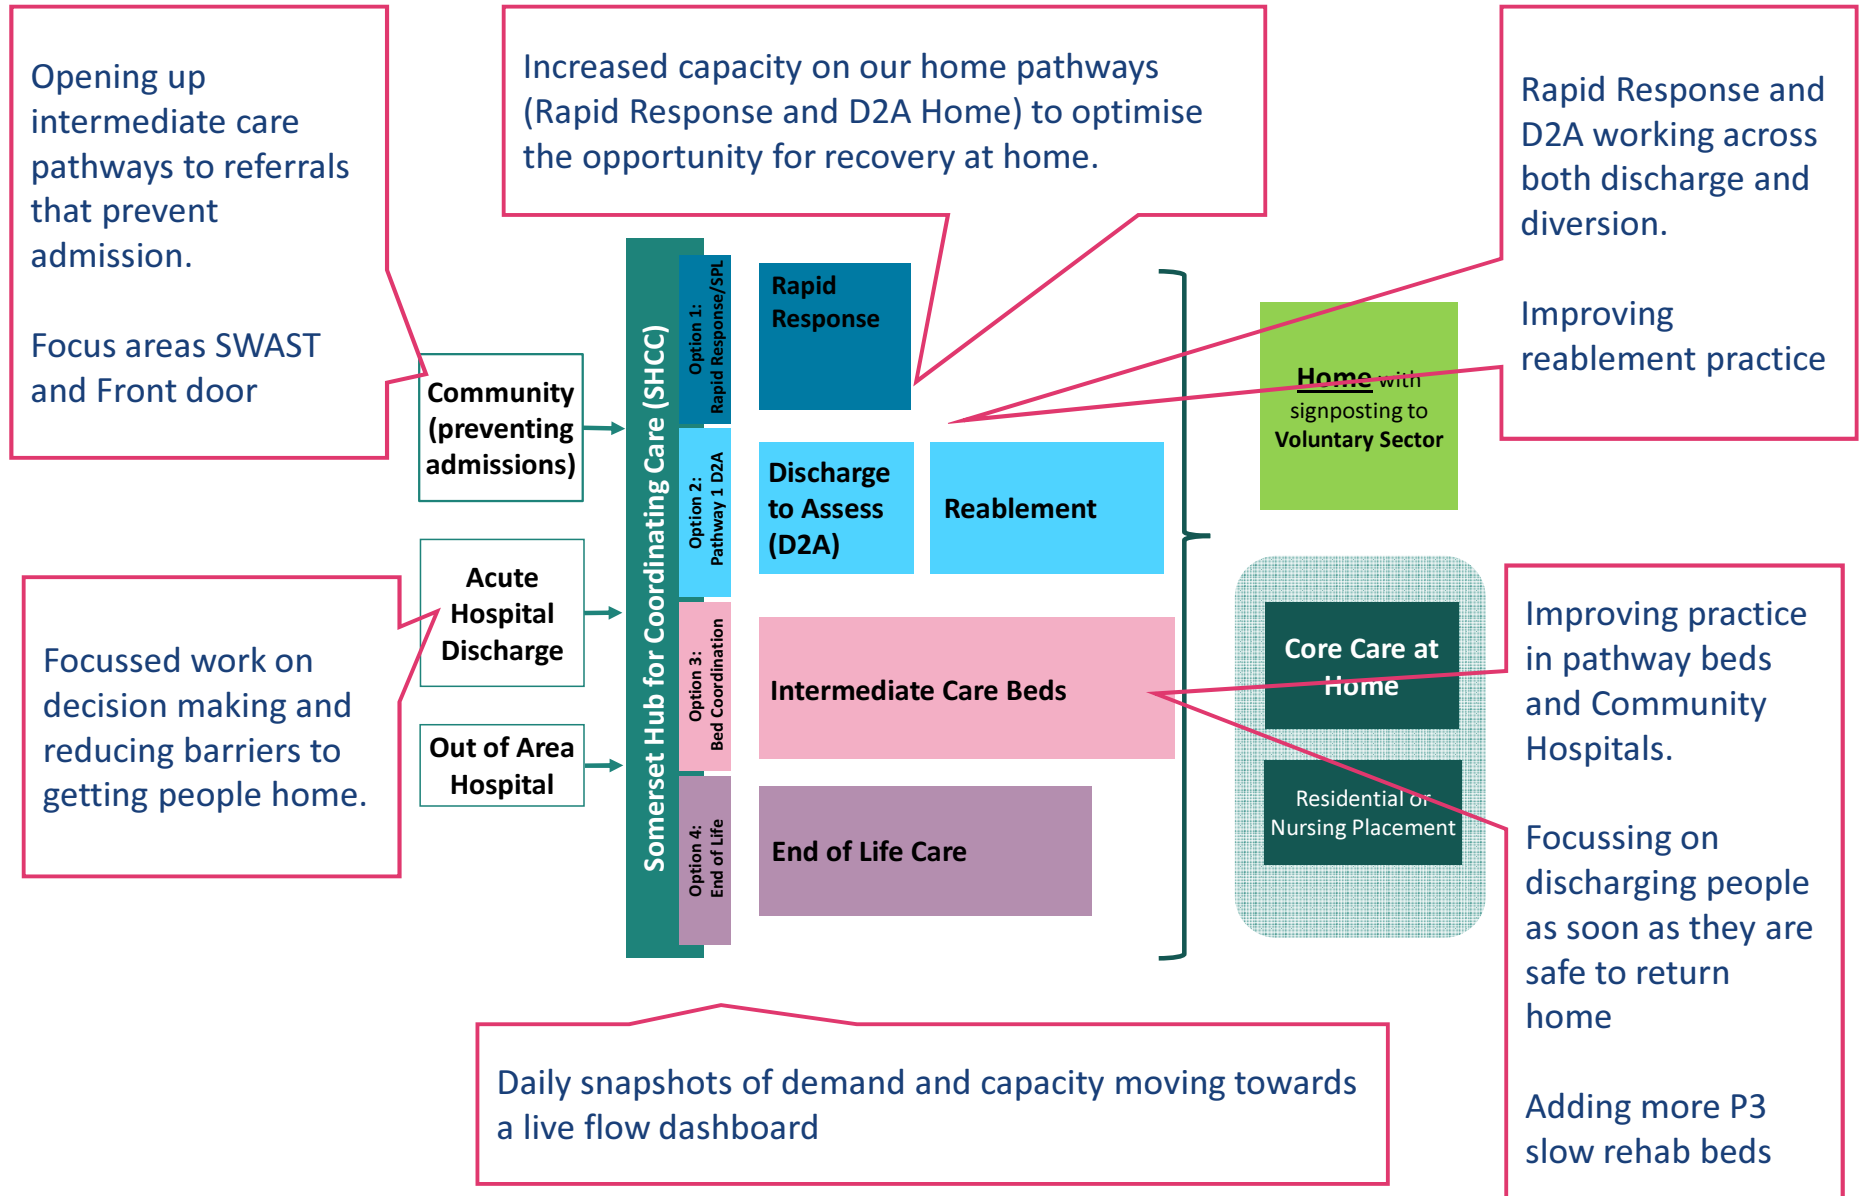 Opening up
intermediate care
pathways to referrals
that prevent
admission.
Focus areas SWAST
and Front door
Increased capacity on our home pathways
(Rapid Response and D2A Home) to optimise
the opportunity for recovery at home.
Rapid Response and
D2A working across
both discharge and
diversion.
Improving
reablement practice
Community
(preventing
admissions)
Acute
Hospital
Discharge
Out of Area
Hospital
Focussed work on
decision making and
reducing barriers to
getting people home.
Somerset Hub for Coordinating Care (SHCC)
Option 1:
Rapid Response/SPL
Option 2:
Pathway 1 D2A
Option 3:
Bed Coordination
Option 4:
End of Life
Rapid
Response
Discharge
to Assess
(D2A)
Reablement
Intermediate Care Beds
End of Life Care
Home with
signposting to
Voluntary Sector
Core Care at
Home
Residential or
Nursing Placement
Improving practice
in pathway beds
and Community
Hospitals.
Focussing on
discharging people
as soon as they are
safe to return
home
Adding more P3
slow rehab beds
Daily snapshots of demand and capacity moving towards
a live flow dashboard